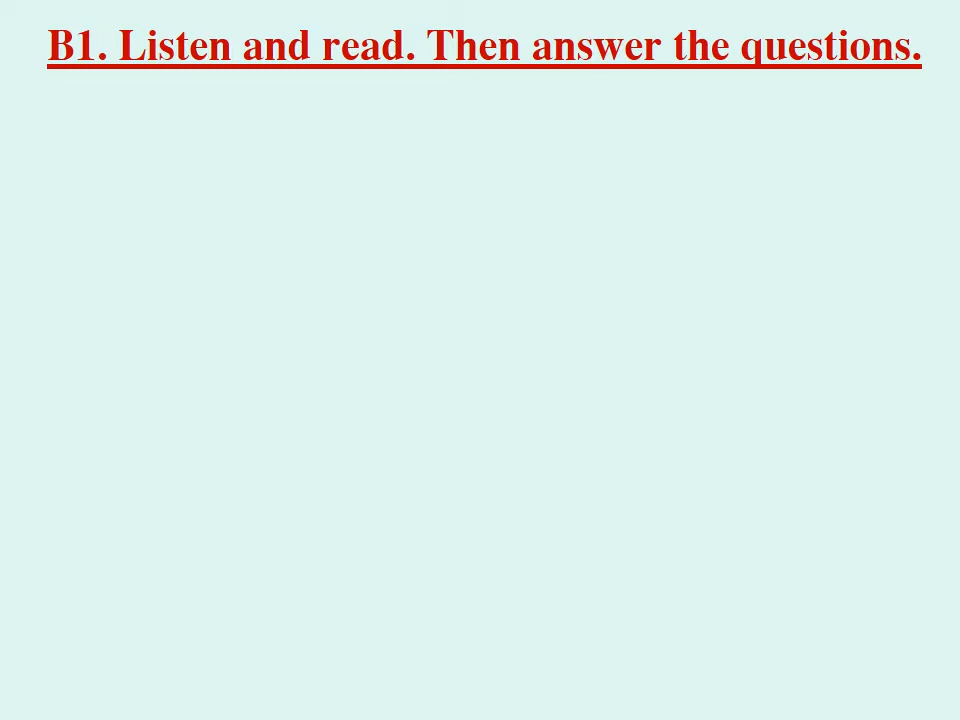 B1. Listen and read. Then answer the questions.